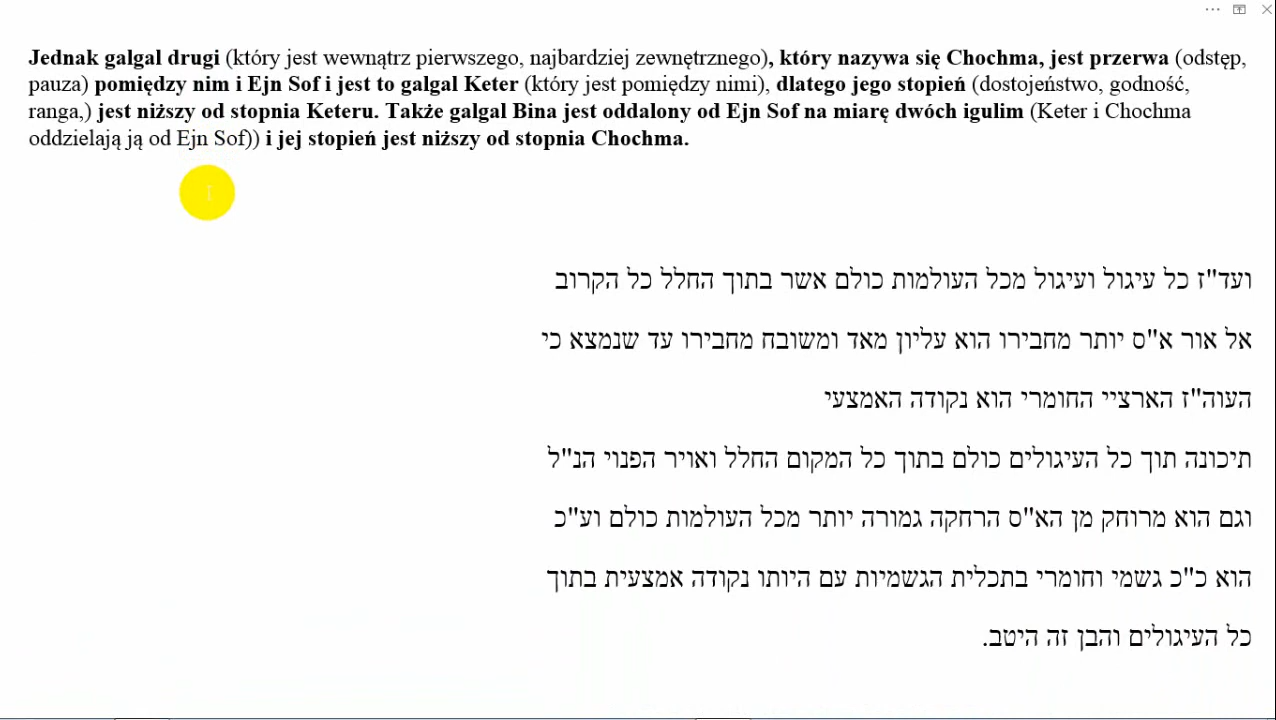 Jednak galgal drugi (który jest wewnątrz pierwszego, najbardziej zewnętrznego), który nazywa się Chochma, jest przerwa (odstęp,
pauza) pomiędzy nim i Ejn Sof i jest to galgal Keter (który jest pomiędzy nimi), dlatego jego stopień (dostojeństwo, godność,
ranga,) jest niższy od stopnia Keteru. Także galgal Bina jest oddalony od Ejn Sof na miarę dwóch igulim (Keter i Chochma
oddzielają ją od Ejn Sof)) i jej stopień jest niższy od stopnia Chochma.
ועד"ז כל עיגול ועיגול מכל העולמות כולם אשר בתוך החלל כל הקרוב
אל אור א"ס יותר מחבירו הוא עליון מאד ומשובח מחבירו עד שנמצא כי
העוה"ז הארציי החומרי הוא נקודה האמצעי
תיכונה תוך כל העיגולים כולם בתוך כל המקום החלל ואויר הפנוי הנ"ל
וגם הוא מרוחק מן הא"ס הרחקה גמורה יותר מכל העולמות כולם וע"כ
הוא כ"כ גשמי וחומרי בתכלית הגשמיות עם היותו נקודה אמצעית בתוך
כל העיגולים והבן זה היטב.